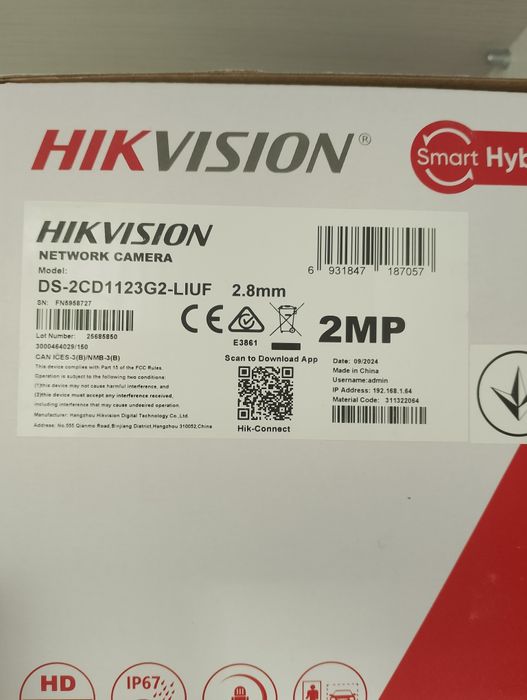 HIKVISION®
Smart Hyb
HIKVISION
NETWORK CAMERA
Model:
DS-2CD1123G2-LIUF 2.8mm
SN: FN5958727
Lot Number: 25685850
3000464029/150
CAN ICES-3(B)/NMB-3(B)
This device complies with Part 15 of the FCC Rules.
Operation is subject to two following conditions:
(1)this device may not cause harmful interference, and
(2)this device must accept interference received,
including interference that may cause undesired operation.
Manufacturer: Hangzhou Hikvision Digital Technology Co.,Ltd.
Address: No.555 Qianmo Road,Binjiang District,Hangzhou 310052,China
6 931847 187057
CE
E3861
2MP
Scan to Download App
Hik-Connect
Date: 09/2024
Made in China
Username:admin
IP Address: 192.168.1.64
Material Code: 311322064
HD
IP67